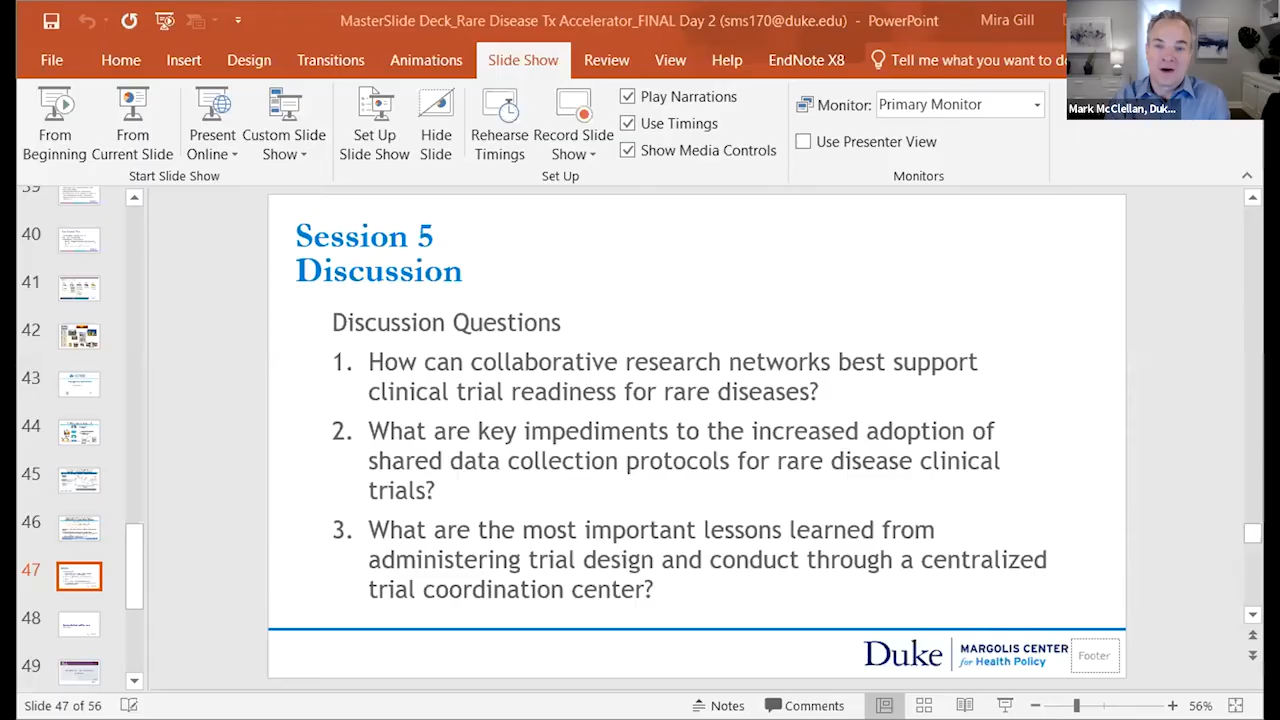 MasterSlide Deck_Rare Disease Tx Accelerator_FINAL Day 2 (sms170@duke.edu) - PowerPoint
Mira Gill
File
Home
Insert
Design
Transitions
Animations
Slide Show
Review
View
Help
EndNote X8
Tell me what you want to do
Mark McClellan, Duk...
From Beginning
From Current Slide
Present Online
Custom Slide Show
Start Slide Show
Set Up Slide Show
Hide Slide
Rehearse Timings
Record Slide Show
Play Narrations
Use Timings
Show Media Controls
Set Up
Monitor:
Primary Monitor
Use Presenter View
Monitors
39
40
41
42
43
44
45
46
47
48
49
Session 5
Discussion
Discussion Questions
1. How can collaborative research networks best support
clinical trial readiness for rare diseases?
2. What are key impediments to the increased adoption of
shared data collection protocols for rare disease clinical
trials?
3. What are the most important lessons learned from
administering trial design and conduct through a centralized
trial coordination center?
Duke
MARGOLIS CENTER
for Health Policy
Footer
Slide 47 of 56
Notes
Comments
56%